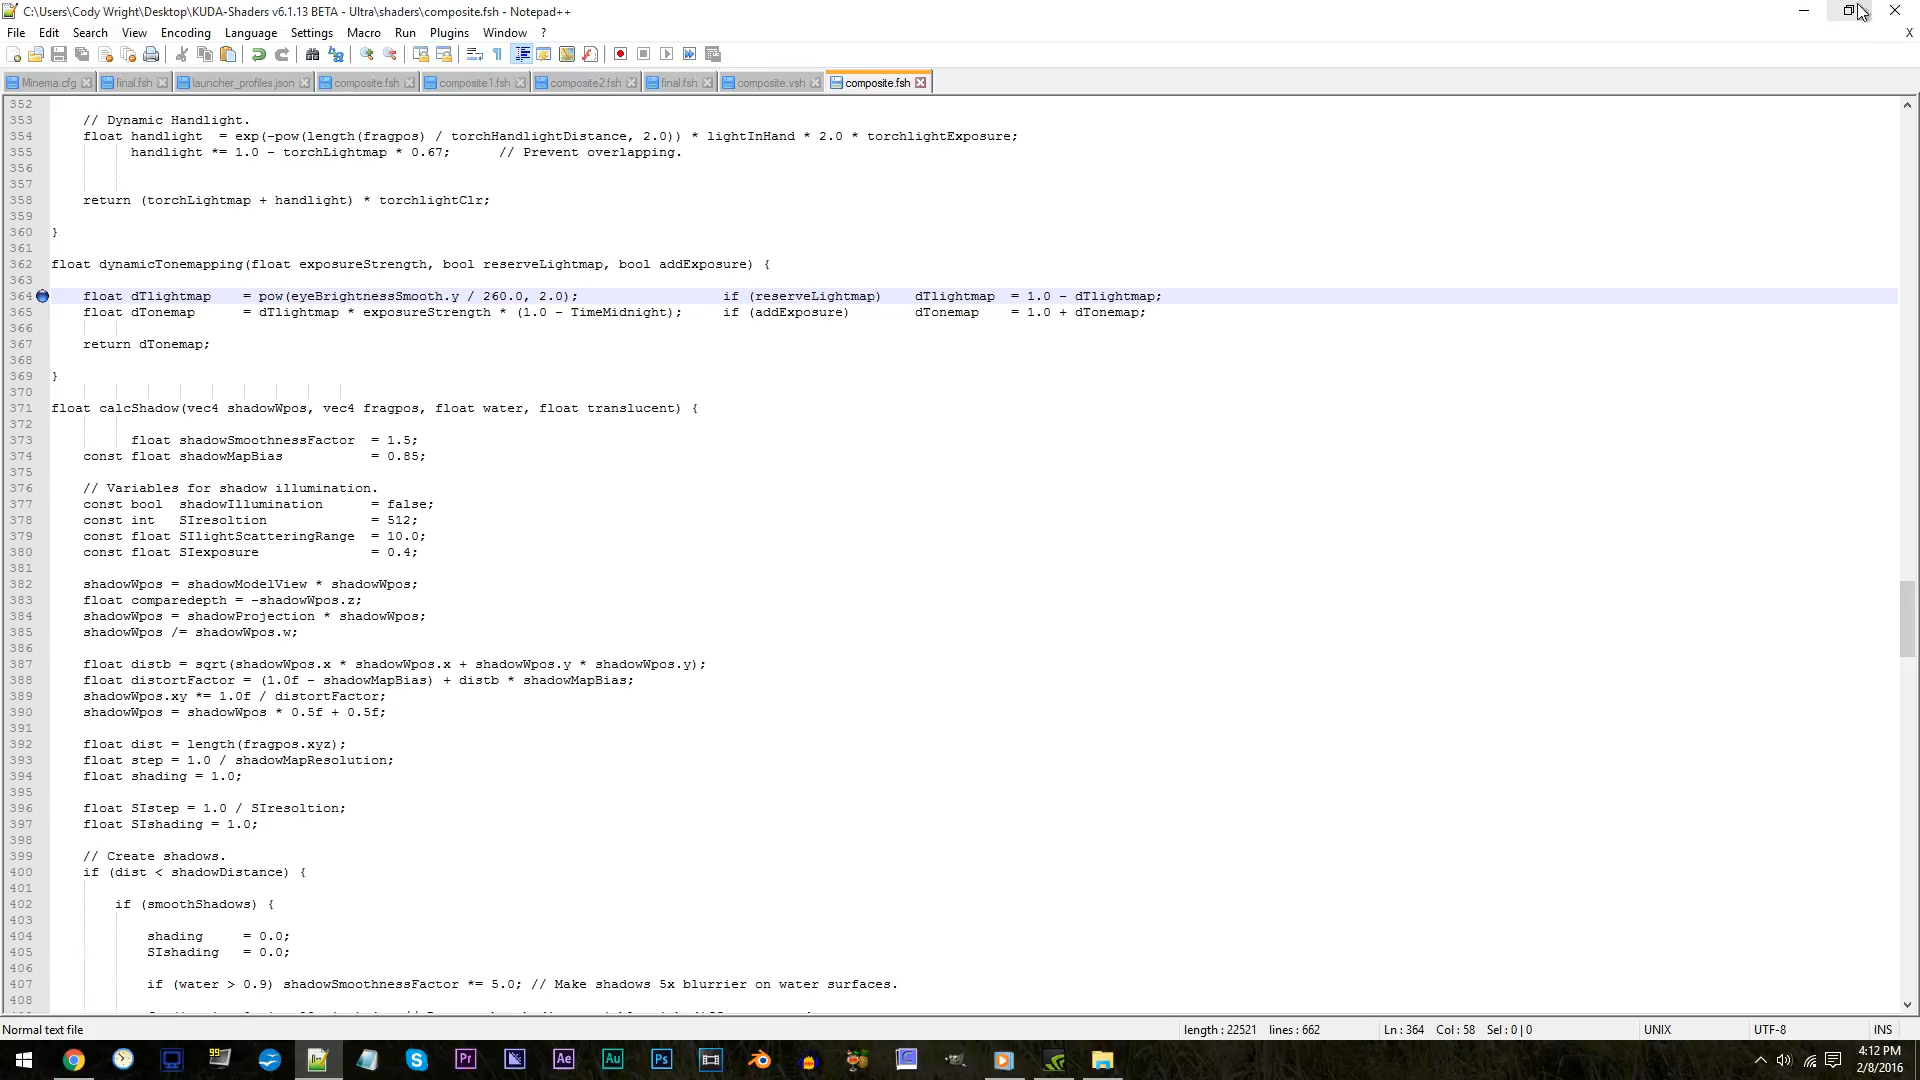 C:\Users\Cody Wright\Desktop\KUDA-Shaders v6.1.13 BETA - Ultra\shaders\composite.fsh - Notepad++
File Edit Search View Encoding Language Settings Macro Run Plugins Window ? X
Minema.cfg final.fsh launcher_profiles.json composite.fsh composite1.fsh composite2.fsh final.fsh composite.vsh composite.fsh
352
353 // Dynamic Handlight.
354 float handlight = exp(-pow(length(fragpos) / torchHandlightDistance, 2.0)) * lightInHand * 2.0 * torchlightExposure;
355 handlight *= 1.0 - torchLightmap * 0.67; // Prevent overlapping.
356
357
358 return (torchLightmap + handlight) * torchlightClr;
359
360 }
361
362 float dynamicTonemapping(float exposureStrength, bool reserveLightmap, bool addExposure) {
363
364 float dTlightmap = pow(eyeBrightnessSmooth.y / 260.0, 2.0); if (reserveLightmap) dTlightmap = 1.0 - dTlightmap;
365 float dTonemap = dTlightmap * exposureStrength * (1.0 - TimeMidnight); if (addExposure) dTonemap = 1.0 + dTonemap;
366
367 return dTonemap;
368
369 }
370
371 float calcShadow(vec4 shadowWpos, vec4 fragpos, float water, float translucent) {
372
373 float shadowSmoothnessFactor = 1.5;
374 const float shadowMapBias = 0.85;
375
376 // Variables for shadow illumination.
377 const bool shadowIllumination = false;
378 const int SIresoltion = 512;
379 const float SIlightScatteringRange = 10.0;
380 const float SIexposure = 0.4;
381
382 shadowWpos = shadowModelView * shadowWpos;
383 float comparedepth = -shadowWpos.z;
384 shadowWpos = shadowProjection * shadowWpos;
385 shadowWpos /= shadowWpos.w;
386
387 float distb = sqrt(shadowWpos.x * shadowWpos.x + shadowWpos.y * shadowWpos.y);
388 float distortFactor = (1.0f - shadowMapBias) + distb * shadowMapBias;
389 shadowWpos.xy *= 1.0f / distortFactor;
390 shadowWpos = shadowWpos * 0.5f + 0.5f;
391
392 float dist = length(fragpos.xyz);
393 float step = 1.0 / shadowMapResolution;
394 float shading = 1.0;
395
396 float SIstep = 1.0 / SIresoltion;
397 float SIshading = 1.0;
398
399 // Create shadows.
400 if (dist < shadowDistance) {
401
402 if (smoothShadows) {
403
404 shading = 0.0;
405 SIshading = 0.0;
406
407 if (water > 0.9) shadowSmoothnessFactor *= 5.0; // Make shadows 5x blurrier on water surfaces.
408
Normal text file length : 22521 lines : 662 Ln : 364 Col : 58 Sel : 0 | 0 UNIX UTF-8 INS
99 Pr Ae Au Ps
4:12 PM
2/8/2016